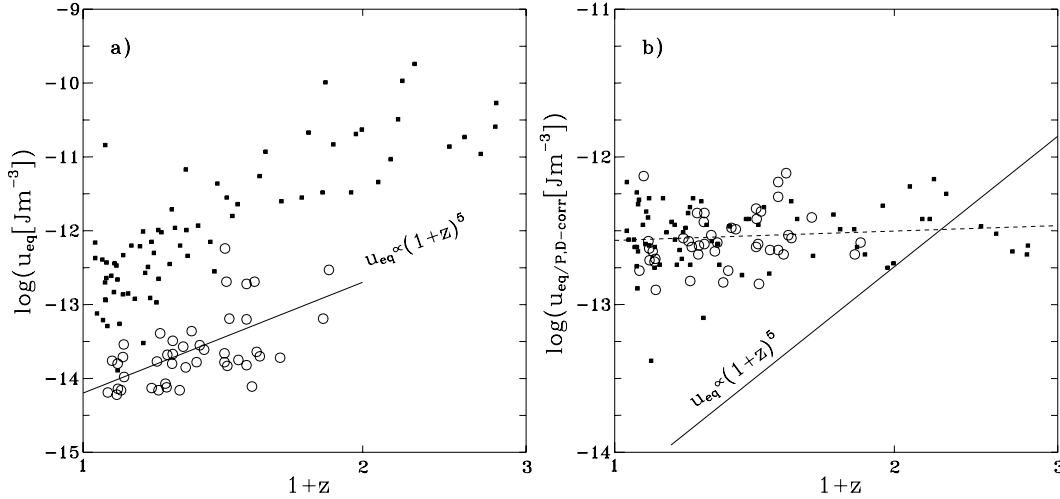 a)
log(u_eq[Jm⁻³])
-9
-10
-11
-12
-13
-14
-15
u_eq∝(1+z)⁵
1
2
3
1+z
b)
log(u_eq/P,D-corr[Jm⁻³])
-11
-12
-13
-14
u_eq∝(1+z)⁵
1
2
3
1+z